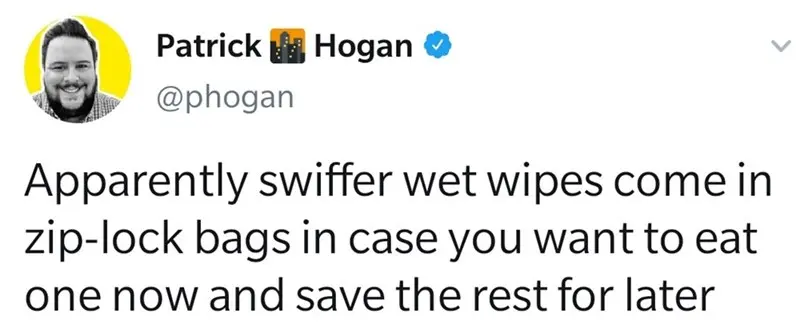 Patrick 🌆 Hogan
@phogan
Apparently swiffer wet wipes come in
zip-lock bags in case you want to eat
one now and save the rest for later